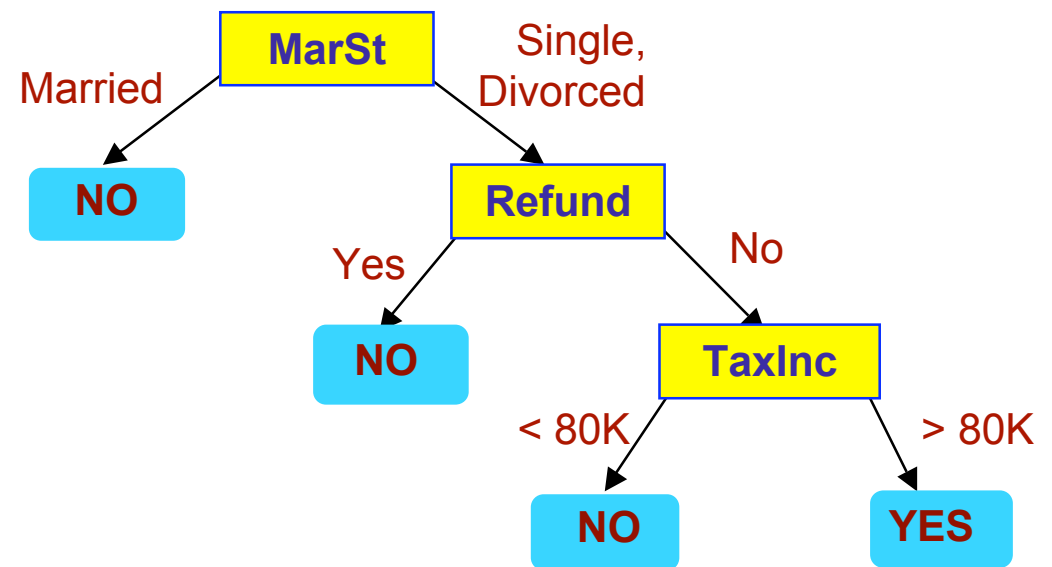 MarSt
Single,
Divorced
Married
NO
Refund
Yes
No
NO
TaxInc
< 80K
> 80K
NO
YES